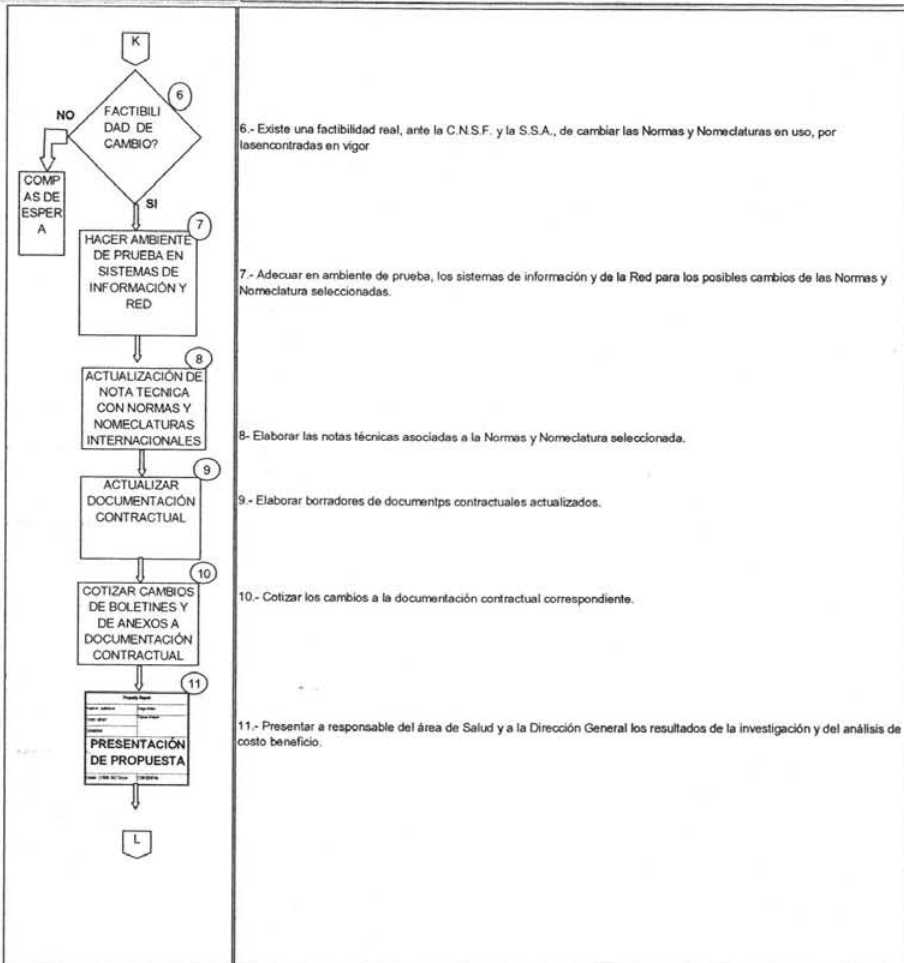 K
6
NO
FACTIBILI
DAD DE
CAMBIO?
6.- Existe una factibilidad real, ante la C.N.S.F. y la S.S.A., de cambiar las Normas y Nomeclaturas en uso, por
lasencontradas en vigor
COMP
AS DE
ESPER
A
SI
7
HACER AMBIENTE
DE PRUEBA EN
SISTEMAS DE
INFORMACIÓN Y
RED
7.- Adecuar en ambiente de prueba, los sistemas de información y de la Red para los posibles cambios de las Normas y
Nomeclatura seleccionadas.
8
ACTUALIZACIÓN DE
NOTA TECNICA
CON NORMAS Y
NOMECLATURAS
INTERNACIONALES
8- Elaborar las notas técnicas asociadas a la Normas y Nomeclatura seleccionada.
9
ACTUALIZAR
DOCUMENTACIÓN
CONTRACTUAL
9.- Elaborar borradores de documentps contractuales actualizados.
10
COTIZAR CAMBIOS
DE BOLETINES Y
DE ANEXOS A
DOCUMENTACIÓN
CONTRACTUAL
10.- Cotizar los cambios a la documentación contractual correspondiente.
11
PRESENTACIÓN
DE PROPUESTA
11.- Presentar a responsable del área de Salud y a la Dirección General los resultados de la investigación y del análisis de
costo beneficio.
L